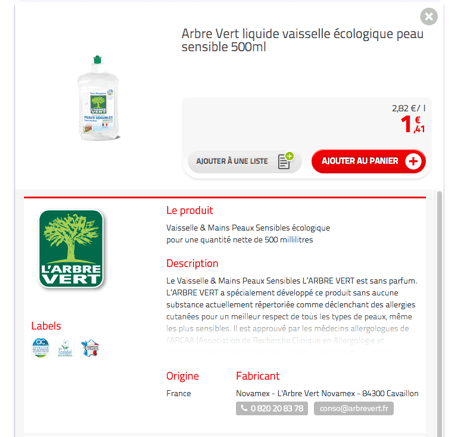 Arbre Vert liquide vaisselle écologique peau
sensible 500ml
2,82 €/ l
1 € ,41
AJOUTER À UNE LISTE
AJOUTER AU PANIER
ARBRE
VERT
PEAUX SENSIBLES
L'ARBRE
VERT
Labels
Le produit
Vaisselle & Mains Peaux Sensibles écologique
pour une quantité nette de 500 millilitres
Description
Le Vaisselle & Mains Peaux Sensibles L'ARBRE VERT est sans parfum.
L'ARBRE VERT a spécialement développé ce produit sans aucune
substance actuellement répertoriée comme déclenchant des allergies
cutanées pour un meilleur respect de tous les types de peaux, même
les plus sensibles. Il est approuvé par les médecins allergologues de
l'ARCAA (Association de Recherche Clinique en Allergologie et
Origine
France
Fabricant
Novamex - L'Arbre Vert Novamex - 84300 Cavaillon
0 820 20 83 78
conso@arbrevert.fr